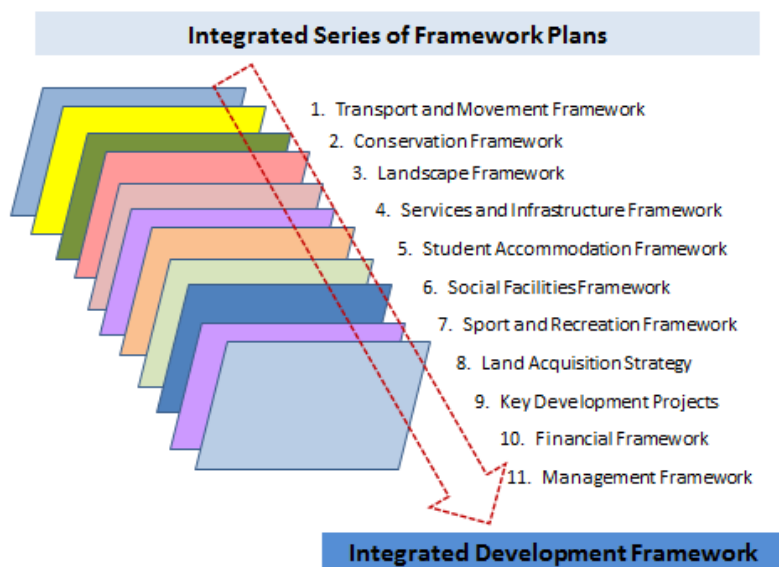 Integrated Series of Framework Plans
1. Transport and Movement Framework
2. Conservation Framework
3. Landscape Framework
4. Services and Infrastructure Framework
5. Student Accommodation Framework
6. Social Facilities Framework
7. Sport and Recreation Framework
8. Land Acquisition Strategy
9. Key Development Projects
10. Financial Framework
11. Management Framework
Integrated Development Framework